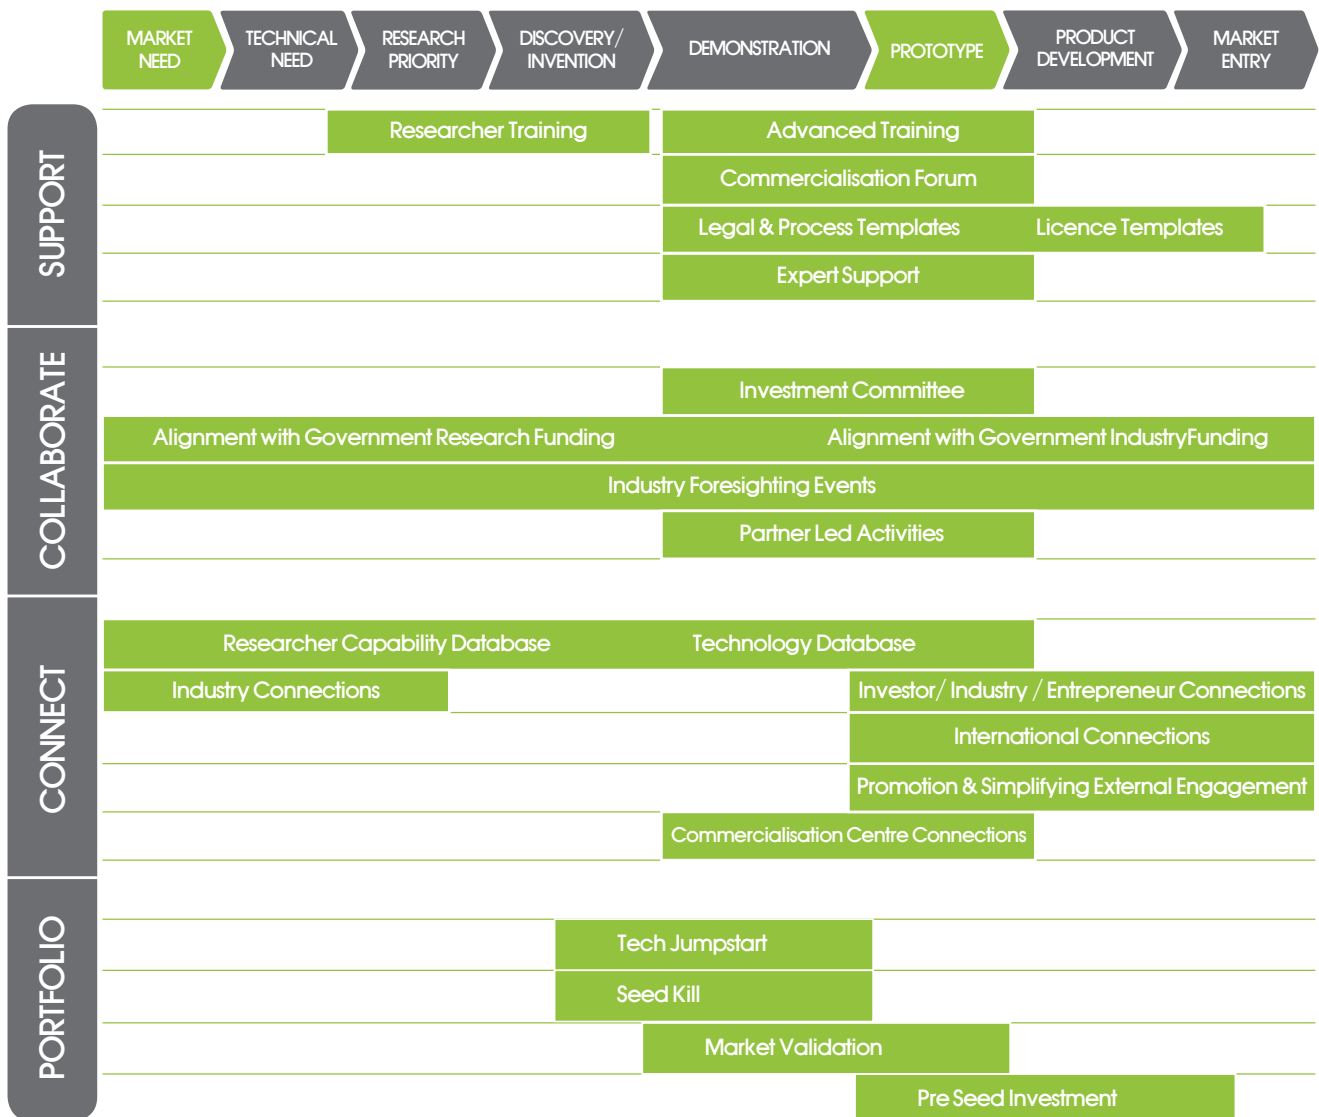 MARKET
NEED
TECHNICAL
NEED
RESEARCH
PRIORITY
DISCOVERY/
INVENTION
DEMONSTRATION
PROTOTYPE
PRODUCT
DEVELOPMENT
MARKET
ENTRY
SUPPORT
Researcher Training
Advanced Training
Commercialisation Forum
Legal & Process Templates
Licence Templates
Expert Support
COLLABORATE
Investment Committee
Alignment with Government Research Funding
Alignment with Government IndustryFunding
Industry Foresighting Events
Partner Led Activities
CONNECT
Researcher Capability Database
Technology Database
Industry Connections
Investor/ Industry / Entrepreneur Connections
International Connections
Promotion & Simplifying External Engagement
Commercialisation Centre Connections
PORTFOLIO
Tech Jumpstart
Seed Kill
Market Validation
Pre Seed Investment